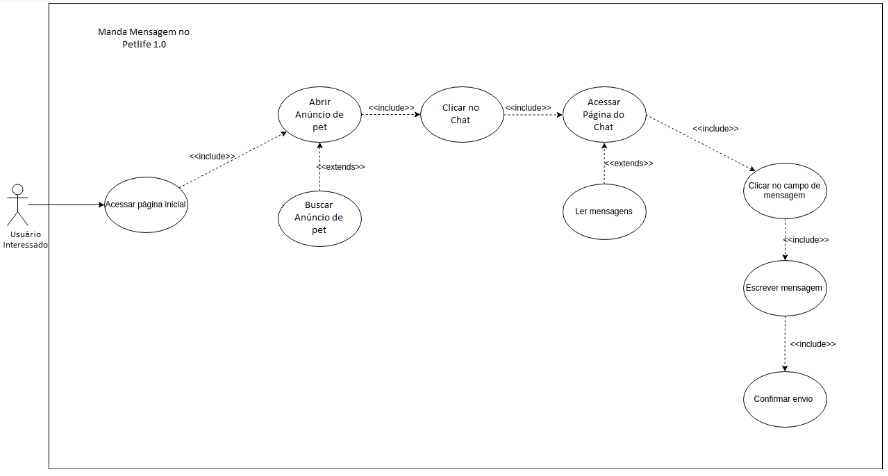 Manda Mensagem no
Petlife 1.0
Abrir
Anúncio de
pet
<<include>>
Clicar no
Chat
<<include>>
Acessar
Página do
Chat
<<include>>
<<include>>
<<extends>>
<<extends>>
Acessar página inicial
Buscar
Anúncio de
pet
Ler mensagens
Clicar no campo de
mensagem
Usuário
Interessado
<<include>>
Escrever mensagem
<<include>>
Confirmar envio